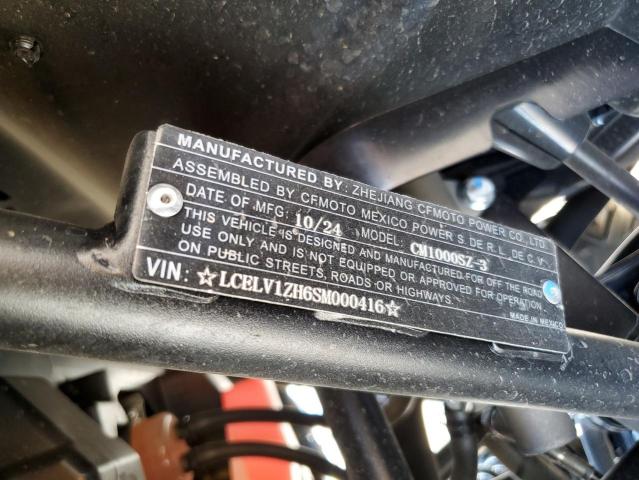 MANUFACTURED BY: ZHEJIANG CFMOTO POWER CO., LTD
ASSEMBLED BY CFMOTO MEXICO POWER S. DE R. L. DE C. V.
DATE OF MFG: 10/24 MODEL: CM1000SZ-3
THIS VEHICLE IS DESIGNED AND MANUFACTURED FOR OFF THE ROAD
USE ONLY AND IS NOT EQUIPPED OR APPROVED FOR OPERATION
ON PUBLIC STREETS, ROADS OR HIGHWAYS.
VIN: ☆LCELV1ZH6SM000416☆
MADE IN MEXICO